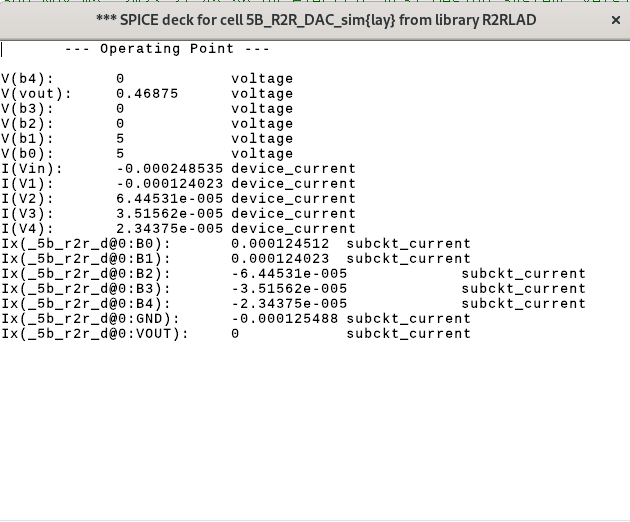 *** SPICE deck for cell 5B_R2R_DAC_sim{lay} from library R2RLAD ×
--- Operating Point ---
V(b4): 0 voltage
V(vout): 0.46875 voltage
V(b3): 0 voltage
V(b2): 0 voltage
V(b1): 5 voltage
V(b0): 5 voltage
I(Vin): -0.000248535 device_current
I(V1): -0.000124023 device_current
I(V2): 6.44531e-005 device_current
I(V3): 3.51562e-005 device_current
I(V4): 2.34375e-005 device_current
Ix(_5b_r2r_d@0:B0): 0.000124512 subckt_current
Ix(_5b_r2r_d@0:B1): 0.000124023 subckt_current
Ix(_5b_r2r_d@0:B2): -6.44531e-005 subckt_current
Ix(_5b_r2r_d@0:B3): -3.51562e-005 subckt_current
Ix(_5b_r2r_d@0:B4): -2.34375e-005 subckt_current
Ix(_5b_r2r_d@0:GND): -0.000125488 subckt_current
Ix(_5b_r2r_d@0:VOUT): 0 subckt_current